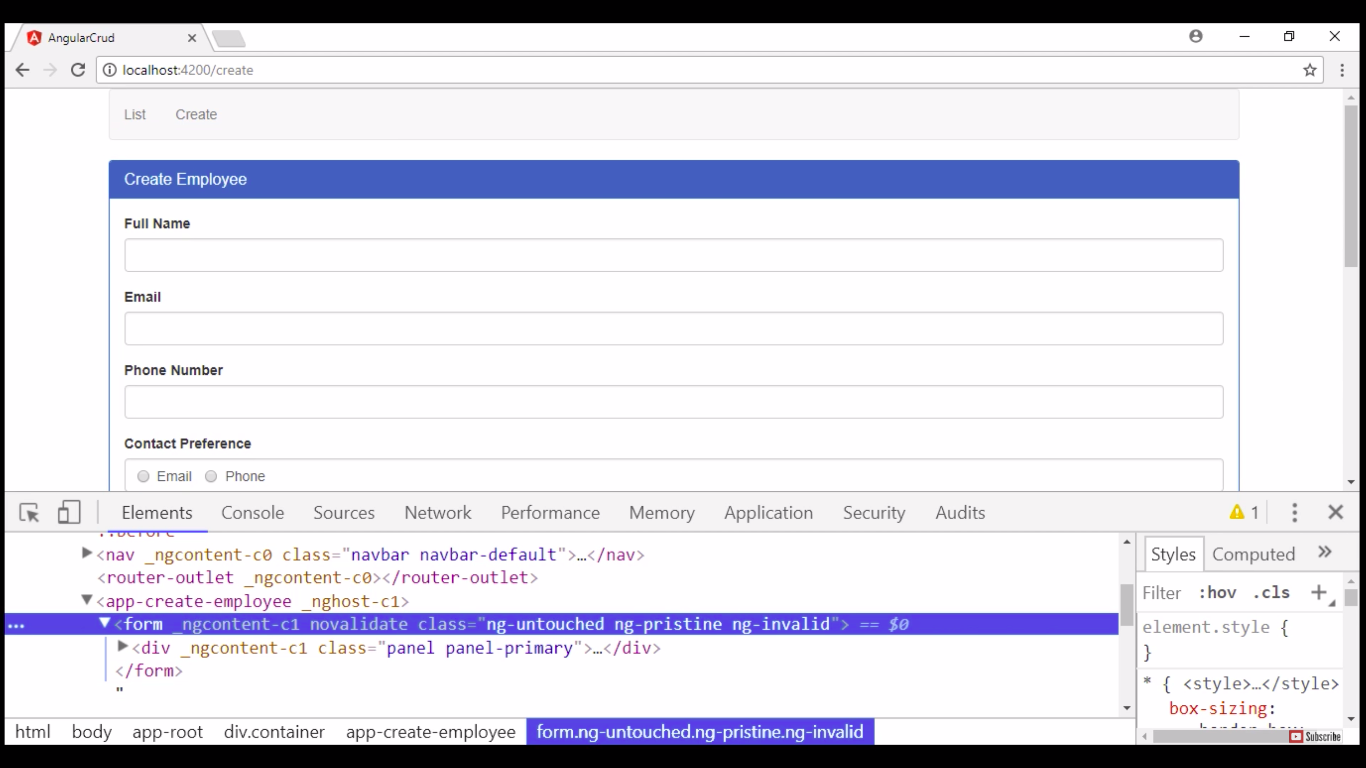 AngularCrud
localhost:4200/create
List Create
Create Employee
Full Name
Email
Phone Number
Contact Preference
Email Phone
Elements Console Sources Network Performance Memory Application Security Audits 1
<nav _ngcontent-c0 class="navbar navbar-default">…</nav>
<router-outlet _ngcontent-c0></router-outlet>
<app-create-employee _nghost-c1>
<form _ngcontent-c1 novalidate class="ng-untouched ng-pristine ng-invalid"> == $0
<div _ngcontent-c1 class="panel panel-primary">…</div>
</form>
"
html body app-root div.container app-create-employee form.ng-untouched.ng-pristine.ng-invalid
Styles Computed »
Filter :hov .cls +
element.style {
}
* { <style>…</style>
box-sizing:
Subscribe